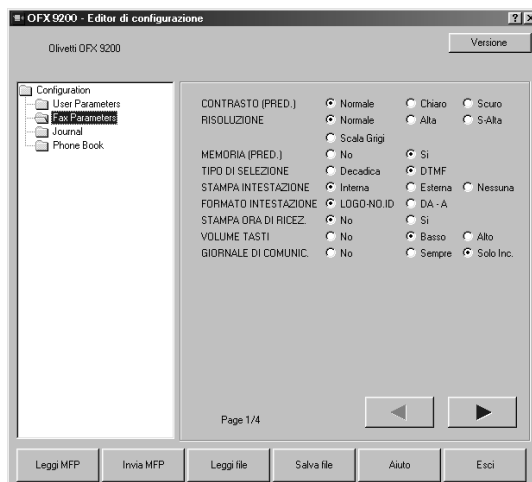 OFX 9200 - Editor di configurazione
Olivetti OFX 9200
Versione
Configuration
User Parameters
Fax Parameters
Journal
Phone Book
CONTRASTO (PRED.) Normale Chiaro Scuro
RISOLUZIONE Normale Alta S-Alta
Scala Grigi
MEMORIA (PRED.) No Si
TIPO DI SELEZIONE Decadica DTMF
STAMPA INTESTAZIONE Interna Esterna Nessuna
FORMATO INTESTAZIONE LOGO-NO.ID DA - A
STAMPA ORA DI RICEZ. No Si
VOLUME TASTI No Basso Alto
GIORNALE DI COMUNIC. No Sempre Solo Inc.
Page 1/4
Leggi MFP Invia MFP Leggi file Salva file Aiuto Esci